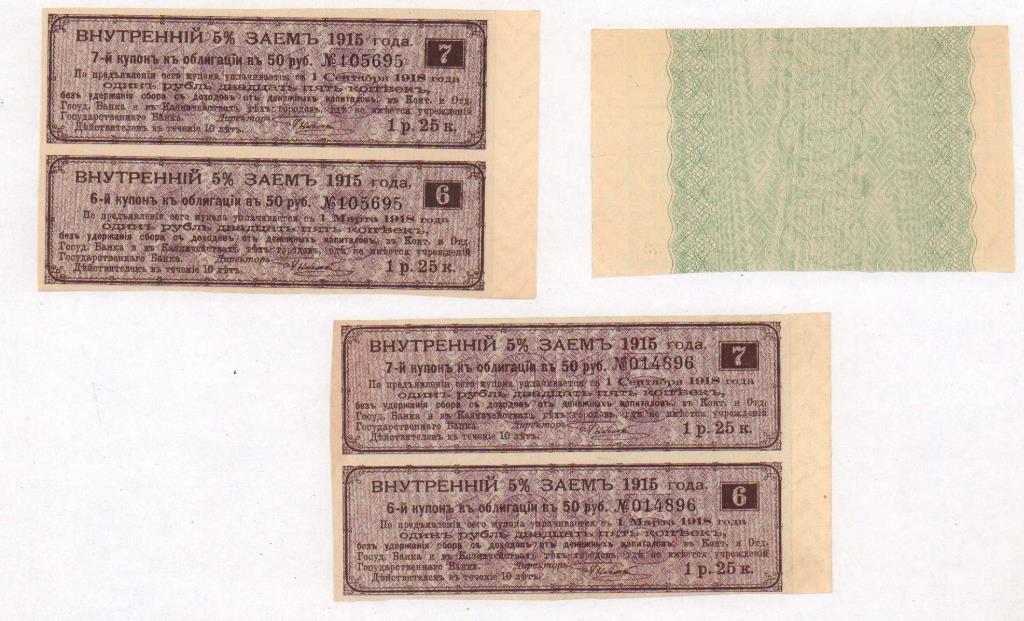 ВНУТРЕННІЙ 5% ЗАЕМЪ 1915 года.
7
7-й купонъ къ облигаціи въ 50 руб. №105695
По предъявленіи сего купона уплачивается съ 1 Сентября 1918 года
одинъ рубль двадцать пять копѣекъ,
безъ удержанія сбора съ доходовъ отъ денежныхъ капиталовъ, въ Конт. и Отд.
Госуд. Банка и въ Казначействахъ тѣхъ городовъ, гдѣ не имѣется учрежденій
Государственнаго Банка. Директоръ
Дѣйствителенъ въ теченіе 10 лѣтъ. 1 р. 25 к.
ВНУТРЕННІЙ 5% ЗАЕМЪ 1915 года.
6
6-й купонъ къ облигаціи въ 50 руб. №105695
По предъявленіи сего купона уплачивается съ 1 Марта 1918 года
одинъ рубль двадцать пять копѣекъ,
безъ удержанія сбора съ доходовъ отъ денежныхъ капиталовъ, въ Конт. и Отд.
Госуд. Банка и въ Казначействахъ тѣхъ городовъ, гдѣ не имѣется учрежденій
Государственнаго Банка. Директоръ
Дѣйствителенъ въ теченіе 10 лѣтъ. 1 р. 25 к.
ВНУТРЕННІЙ 5% ЗАЕМЪ 1915 года.
7
7-й купонъ къ облигаціи въ 50 руб. №014896
По предъявленіи сего купона уплачивается съ 1 Сентября 1918 года
одинъ рубль двадцать пять копѣекъ,
безъ удержанія сбора съ доходовъ отъ денежныхъ капиталовъ, въ Конт. и Отд.
Госуд. Банка и въ Казначействахъ тѣхъ городовъ, гдѣ не имѣется учрежденій
Государственнаго Банка. Директоръ
Дѣйствителенъ въ теченіе 10 лѣтъ. 1 р. 25 к.
ВНУТРЕННІЙ 5% ЗАЕМЪ 1915 года.
6
6-й купонъ къ облигаціи въ 50 руб. №014896
По предъявленіи сего купона уплачивается съ 1 Марта 1918 года
одинъ рубль двадцать пять копѣекъ,
безъ удержанія сбора съ доходовъ отъ денежныхъ капиталовъ, въ Конт. и Отд.
Госуд. Банка и въ Казначействахъ тѣхъ городовъ, гдѣ не имѣется учрежденій
Государственнаго Банка. Директоръ
Дѣйствителенъ въ теченіе 10 лѣтъ. 1 р. 25 к.